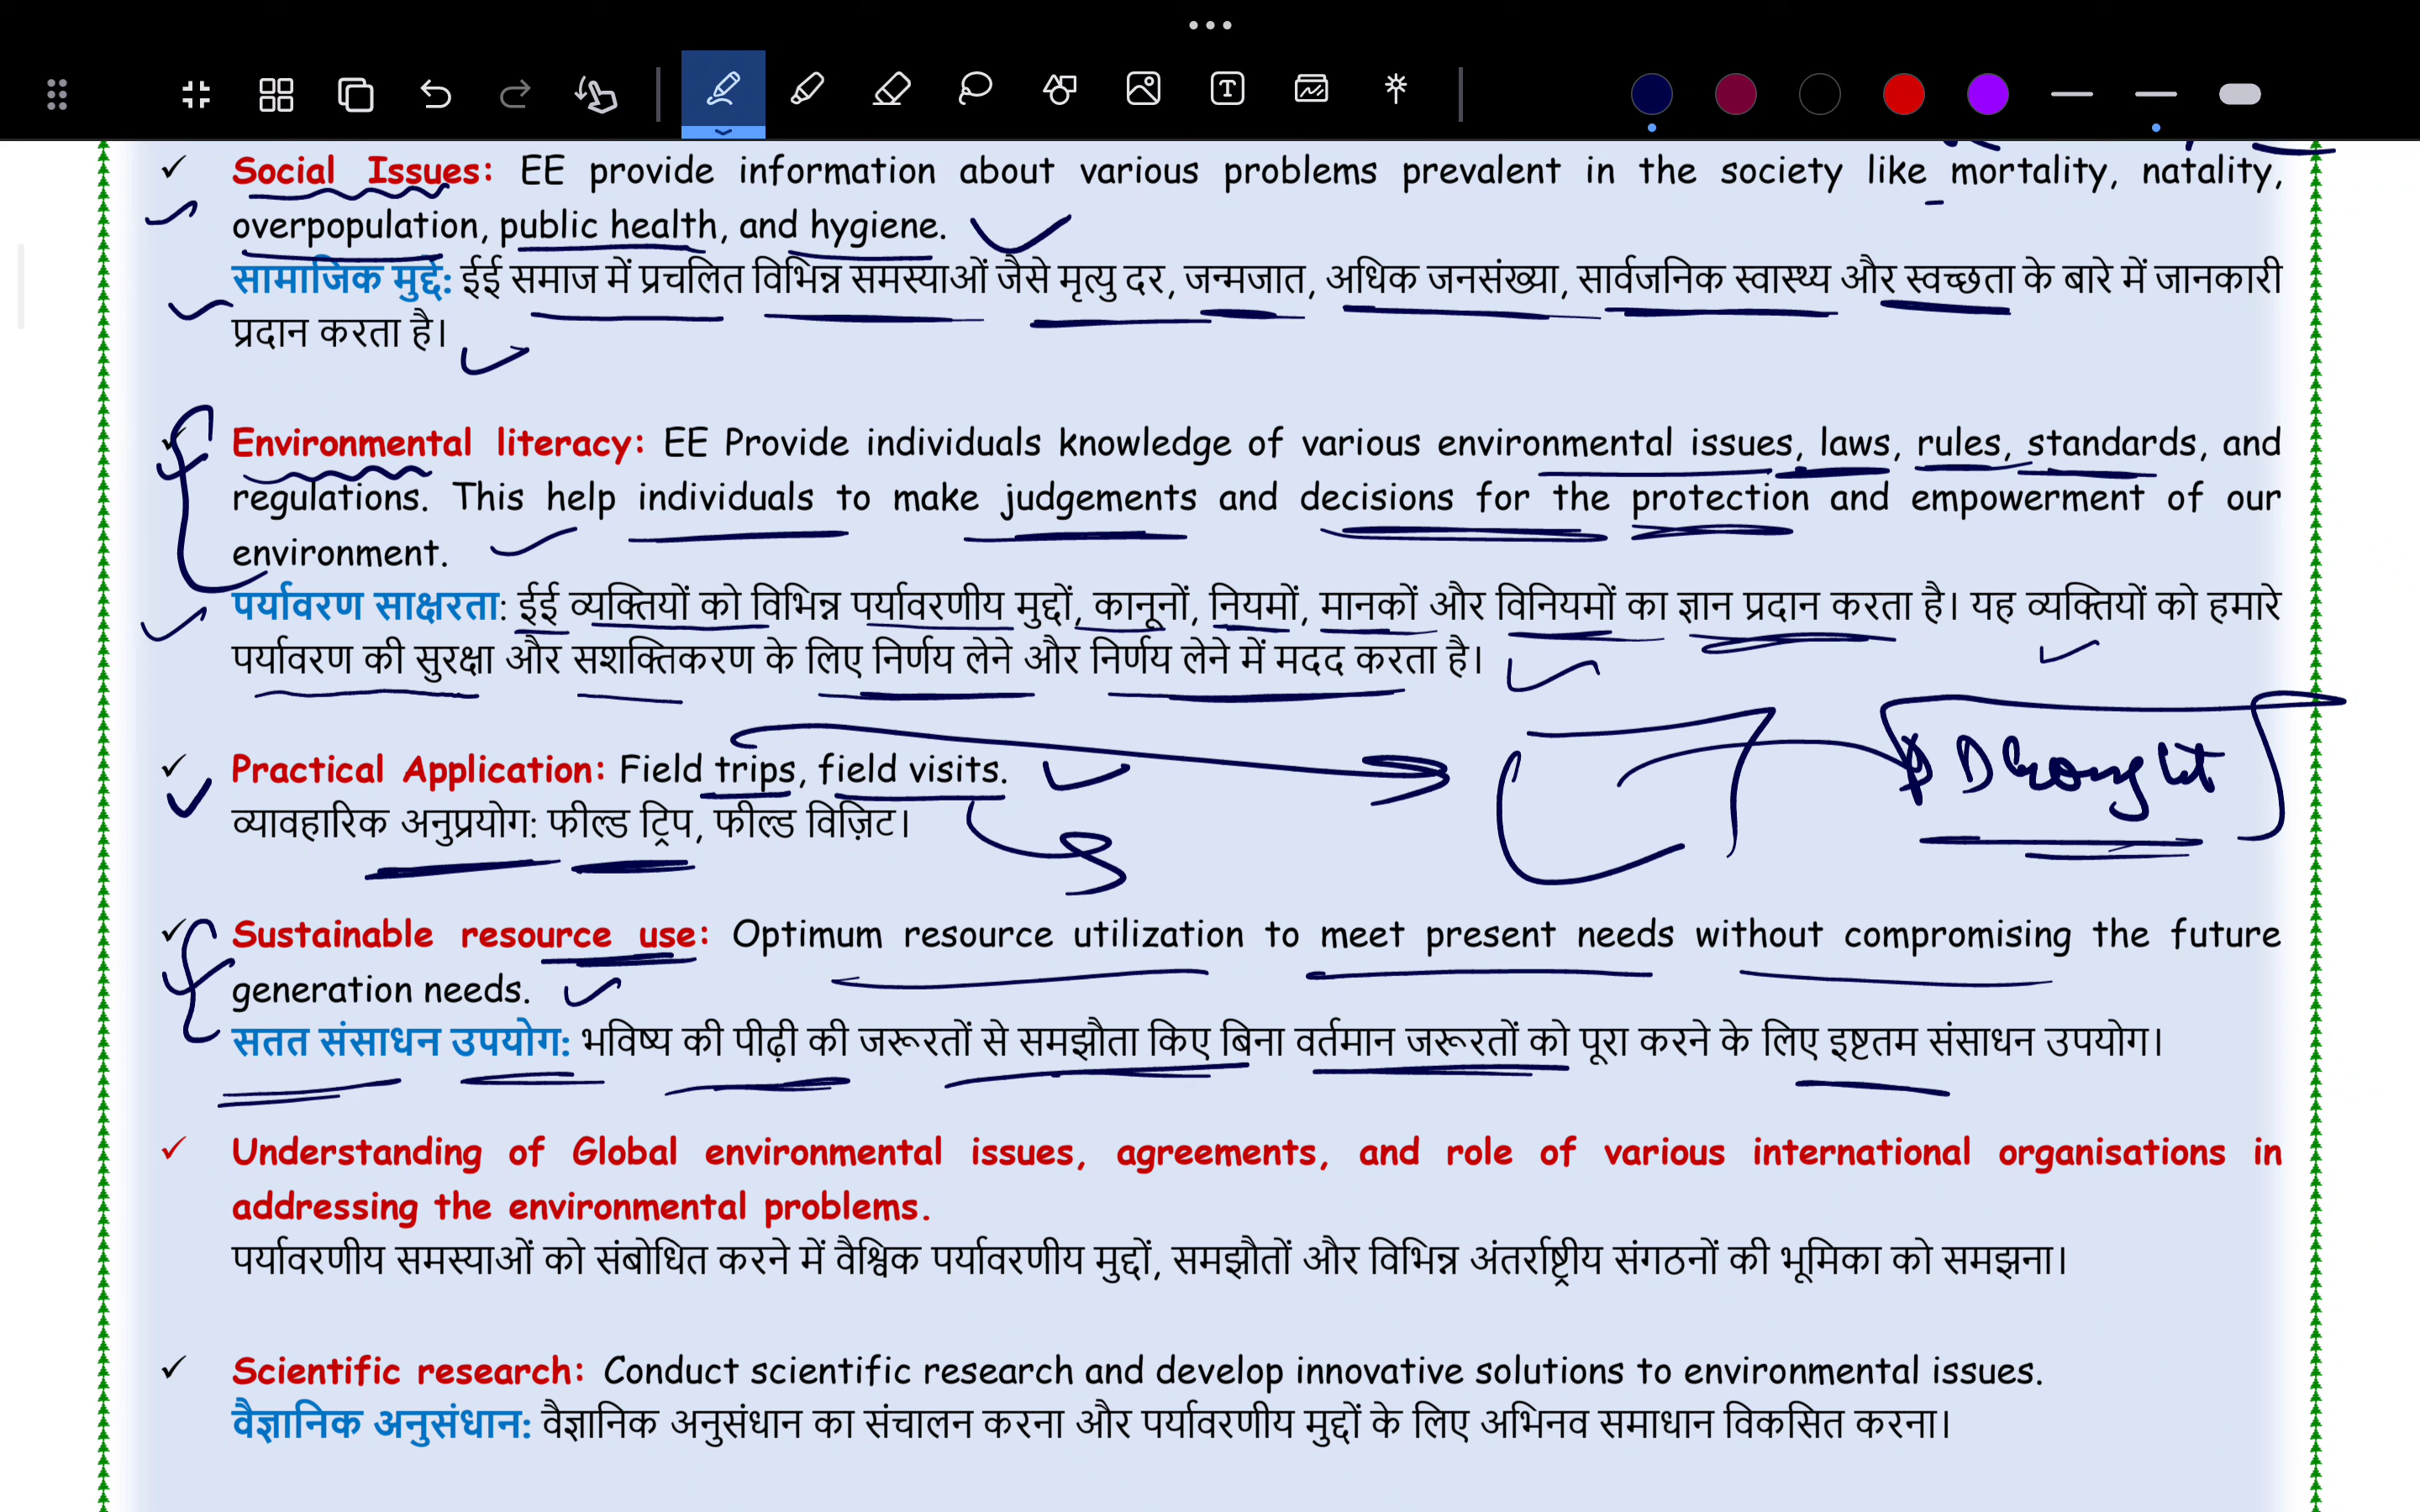 ✓ Social Issues: EE provide information about various problems prevalent in the society like mortality, natality,
overpopulation, public health, and hygiene.
सामाजिक मुद्दे: ईई समाज में प्रचलित विभिन्न समस्याओं जैसे मृत्यु दर, जन्मजात, अधिक जनसंख्या, सार्वजनिक स्वास्थ्य और स्वच्छता के बारे में जानकारी
प्रदान करता है।
✓ Environmental literacy: EE Provide individuals knowledge of various environmental issues, laws, rules, standards, and
regulations. This help individuals to make judgements and decisions for the protection and empowerment of our
environment.
पर्यावरण साक्षरता: ईई व्यक्तियों को विभिन्न पर्यावरणीय मुद्दों, कानूनों, नियमों, मानकों और विनियमों का ज्ञान प्रदान करता है। यह व्यक्तियों को हमारे
पर्यावरण की सुरक्षा और सशक्तिकरण के लिए निर्णय लेने और निर्णय लेने में मदद करता है।
✓ Practical Application: Field trips, field visits.
Drought
व्यावहारिक अनुप्रयोग: फील्ड ट्रिप, फील्ड विज़िट।
✓ Sustainable resource use: Optimum resource utilization to meet present needs without compromising the future
generation needs.
सतत संसाधन उपयोग: भविष्य की पीढ़ी की जरूरतों से समझौता किए बिना वर्तमान जरूरतों को पूरा करने के लिए इष्टतम संसाधन उपयोग।
✓ Understanding of Global environmental issues, agreements, and role of various international organisations in
addressing the environmental problems.
पर्यावरणीय समस्याओं को संबोधित करने में वैश्विक पर्यावरणीय मुद्दों, समझौतों और विभिन्न अंतर्राष्ट्रीय संगठनों की भूमिका को समझना।
✓ Scientific research: Conduct scientific research and develop innovative solutions to environmental issues.
वैज्ञानिक अनुसंधान: वैज्ञानिक अनुसंधान का संचालन करना और पर्यावरणीय मुद्दों के लिए अभिनव समाधान विकसित करना।